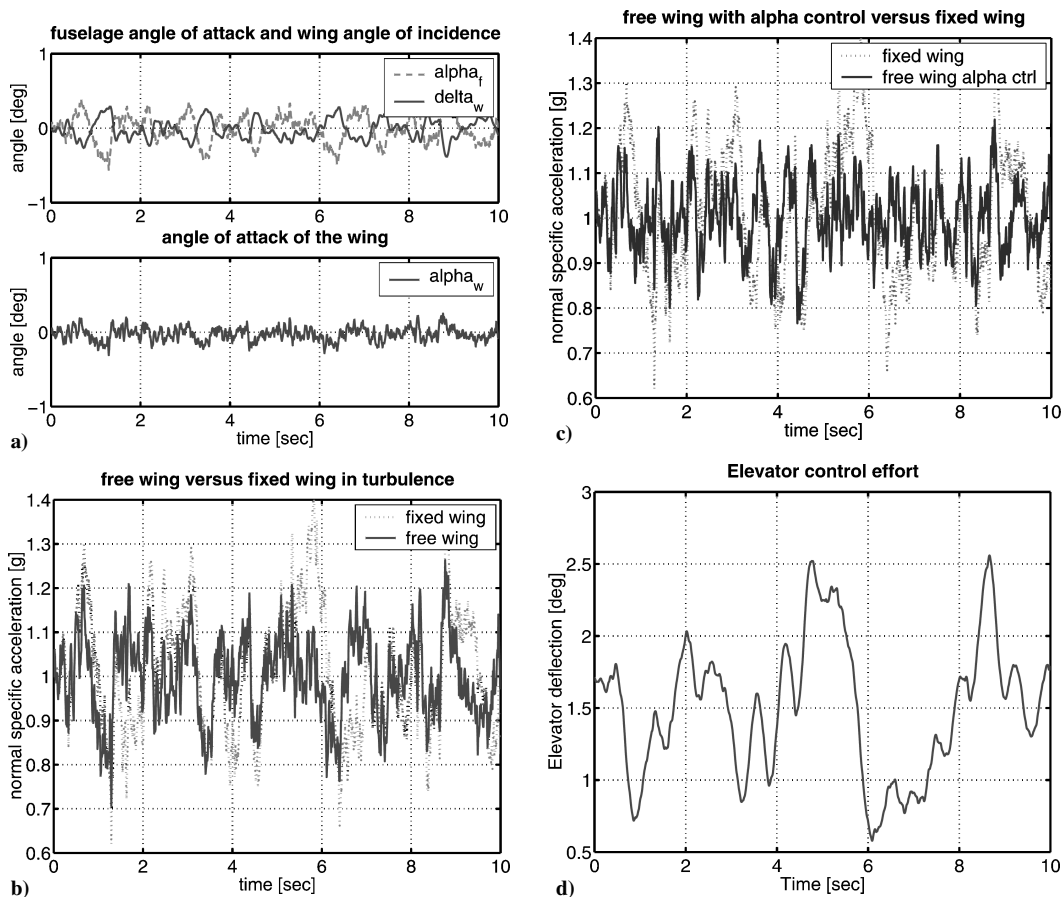 fuselage angle of attack and wing angle of incidence
1
0
−1
angle [deg]
alpha_f
delta_w
0 2 4 6 8 10
angle of attack of the wing
1
0
−1
angle [deg]
alpha_w
0 2 4 6 8 10
time [sec]
a)
free wing versus fixed wing in turbulence
1.4
1.3
1.2
1.1
1
0.9
0.8
0.7
0.6
normal specific acceleration [g]
fixed wing
free wing
0 2 4 6 8 10
time [sec]
b)
free wing with alpha control versus fixed wing
1.4
1.3
1.2
1.1
1
0.9
0.8
0.7
0.6
normal specific acceleration [g]
fixed wing
free wing alpha ctrl
0 2 4 6 8 10
time [sec]
c)
Elevator control effort
3
2.5
2
1.5
1
0.5
Elevator deflection [deg]
0 2 4 6 8 10
Time [sec]
d)